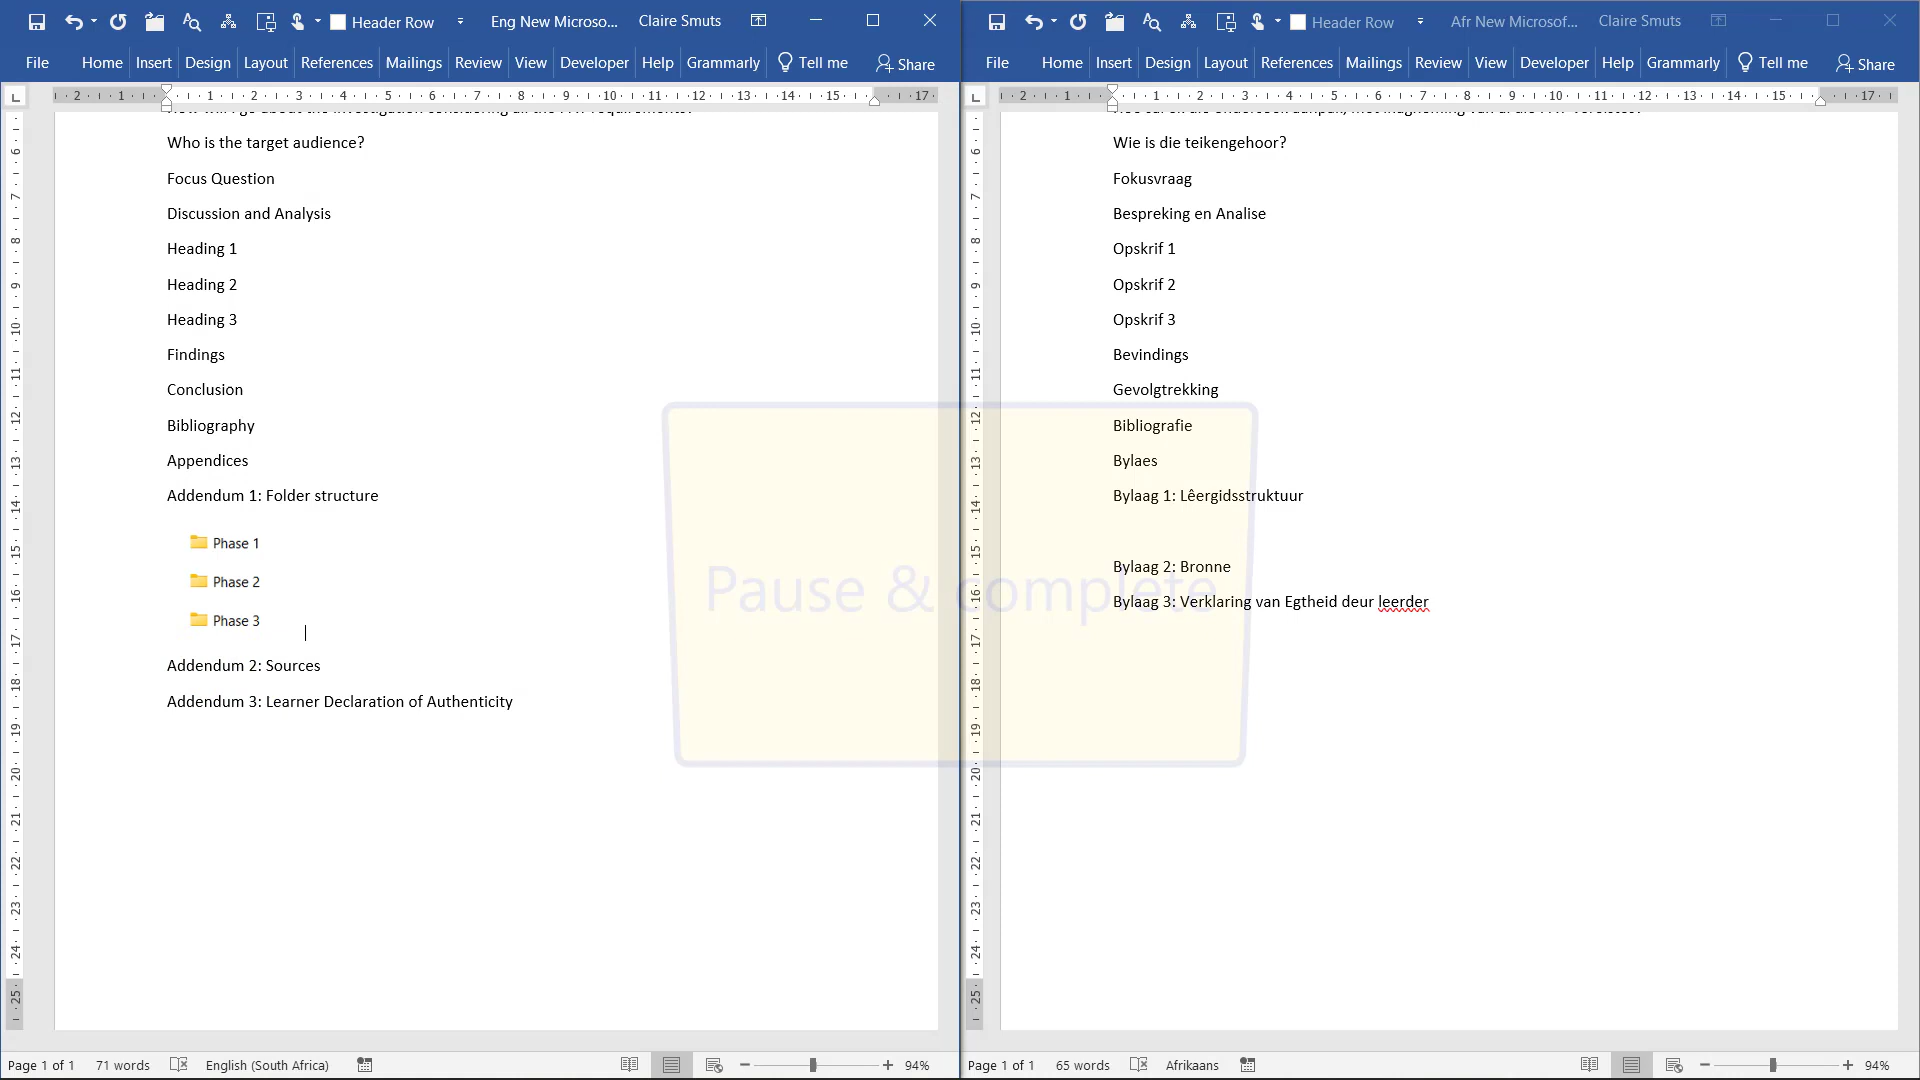 Header Row
Eng New Microso...
Claire Smuts
File
Home
Insert
Design
Layout
References
Mailings
Review
View
Developer
Help
Grammarly
Tell me
Share
Who is the target audience?
Focus Question
Discussion and Analysis
Heading 1
Heading 2
Heading 3
Findings
Conclusion
Bibliography
Appendices
Addendum 1: Folder structure
Phase 1
Phase 2
Phase 3
Addendum 2: Sources
Addendum 3: Learner Declaration of Authenticity
Page 1 of 1
71 words
English (South Africa)
94%
Header Row
Afr New Microsof...
Claire Smuts
File
Home
Insert
Design
Layout
References
Mailings
Review
View
Developer
Help
Grammarly
Tell me
Share
Wie is die teikengehoor?
Fokusvraag
Bespreking en Analise
Opskrif 1
Opskrif 2
Opskrif 3
Bevindings
Gevolgtrekking
Bibliografie
Bylaes
Bylaag 1: Lêergidsstruktuur
Bylaag 2: Bronne
Bylaag 3: Verklaring van Egtheid deur leerder
Page 1 of 1
65 words
Afrikaans
94%
Pause & complete